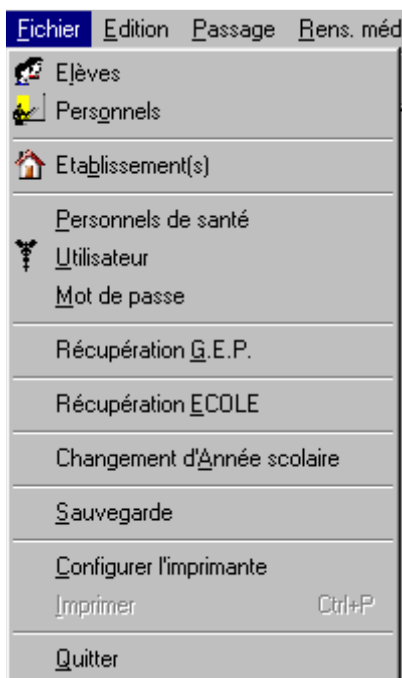 Fichier Edition Passage Rens. méd
Elèves
Personnels
Etablissement(s)
Personnels de santé
Utilisateur
Mot de passe
Récupération G.E.P.
Récupération ECOLE
Changement d'Année scolaire
Sauvegarde
Configurer l'imprimante
Imprimer Ctrl+P
Quitter